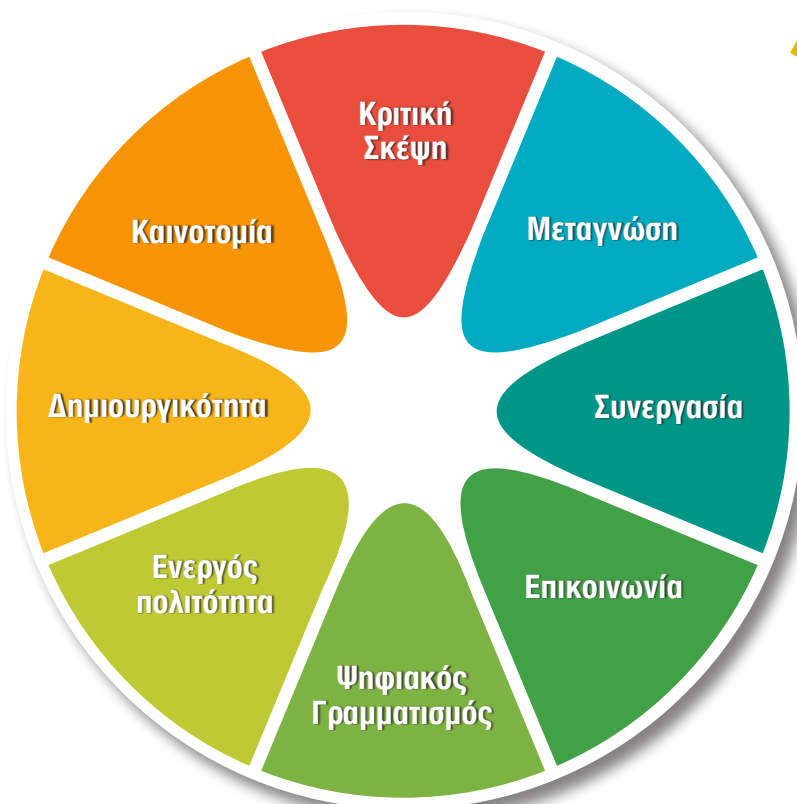 Κριτική
Σκέψη
Μεταγνώση
Συνεργασία
Επικοινωνία
Ψηφιακός
Γραμματισμός
Ενεργός
πολιτότητα
Δημιουργικότητα
Καινοτομία